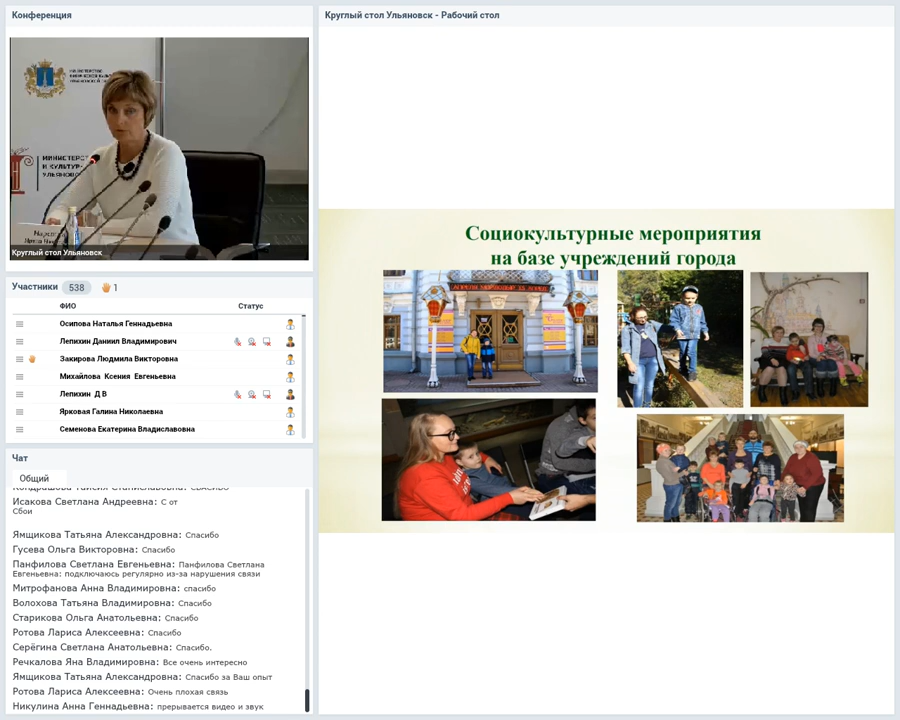 Конференция
Круглый стол Ульяновск - Рабочий стол
МИНИСТЕРСТВО
МИНИСТЕРС
И КУЛЬТУР
УЛЬЯНОВС
Круглый стол Ульяновск
Социокультурные мероприятия
на базе учреждений города
Участники 538 1
ФИО Статус
Осипова Наталья Геннадьевна
Лепихин Даниил Владимирович
Закирова Людмила Викторовна
Михайлова Ксения Евгеньевна
Лепихин Д В
Ярковая Галина Николаевна
Семенова Екатерина Владиславовна
Чат
Общий
Исакова Светлана Андреевна: С от
Сбои
Ямщикова Татьяна Александровна: Спасибо
Гусева Ольга Викторовна: Спасибо
Панфилова Светлана Евгеньевна: Панфилова Светлана
Евгеньевна: подключаюсь регулярно из-за нарушения связи
Митрофанова Анна Владимировна: спасибо
Волохова Татьяна Владимировна: Спасибо
Старикова Ольга Анатольевна: Спасибо
Ротова Лариса Алексеевна: Спасибо
Серёгина Светлана Анатольевна: Спасибо.
Речкалова Яна Владимировна: Все очень интересно
Ямщикова Татьяна Александровна: Спасибо за Ваш опыт
Ротова Лариса Алексеевна: Очень плохая связь
Никулина Анна Геннадьевна: прерывается видео и звук